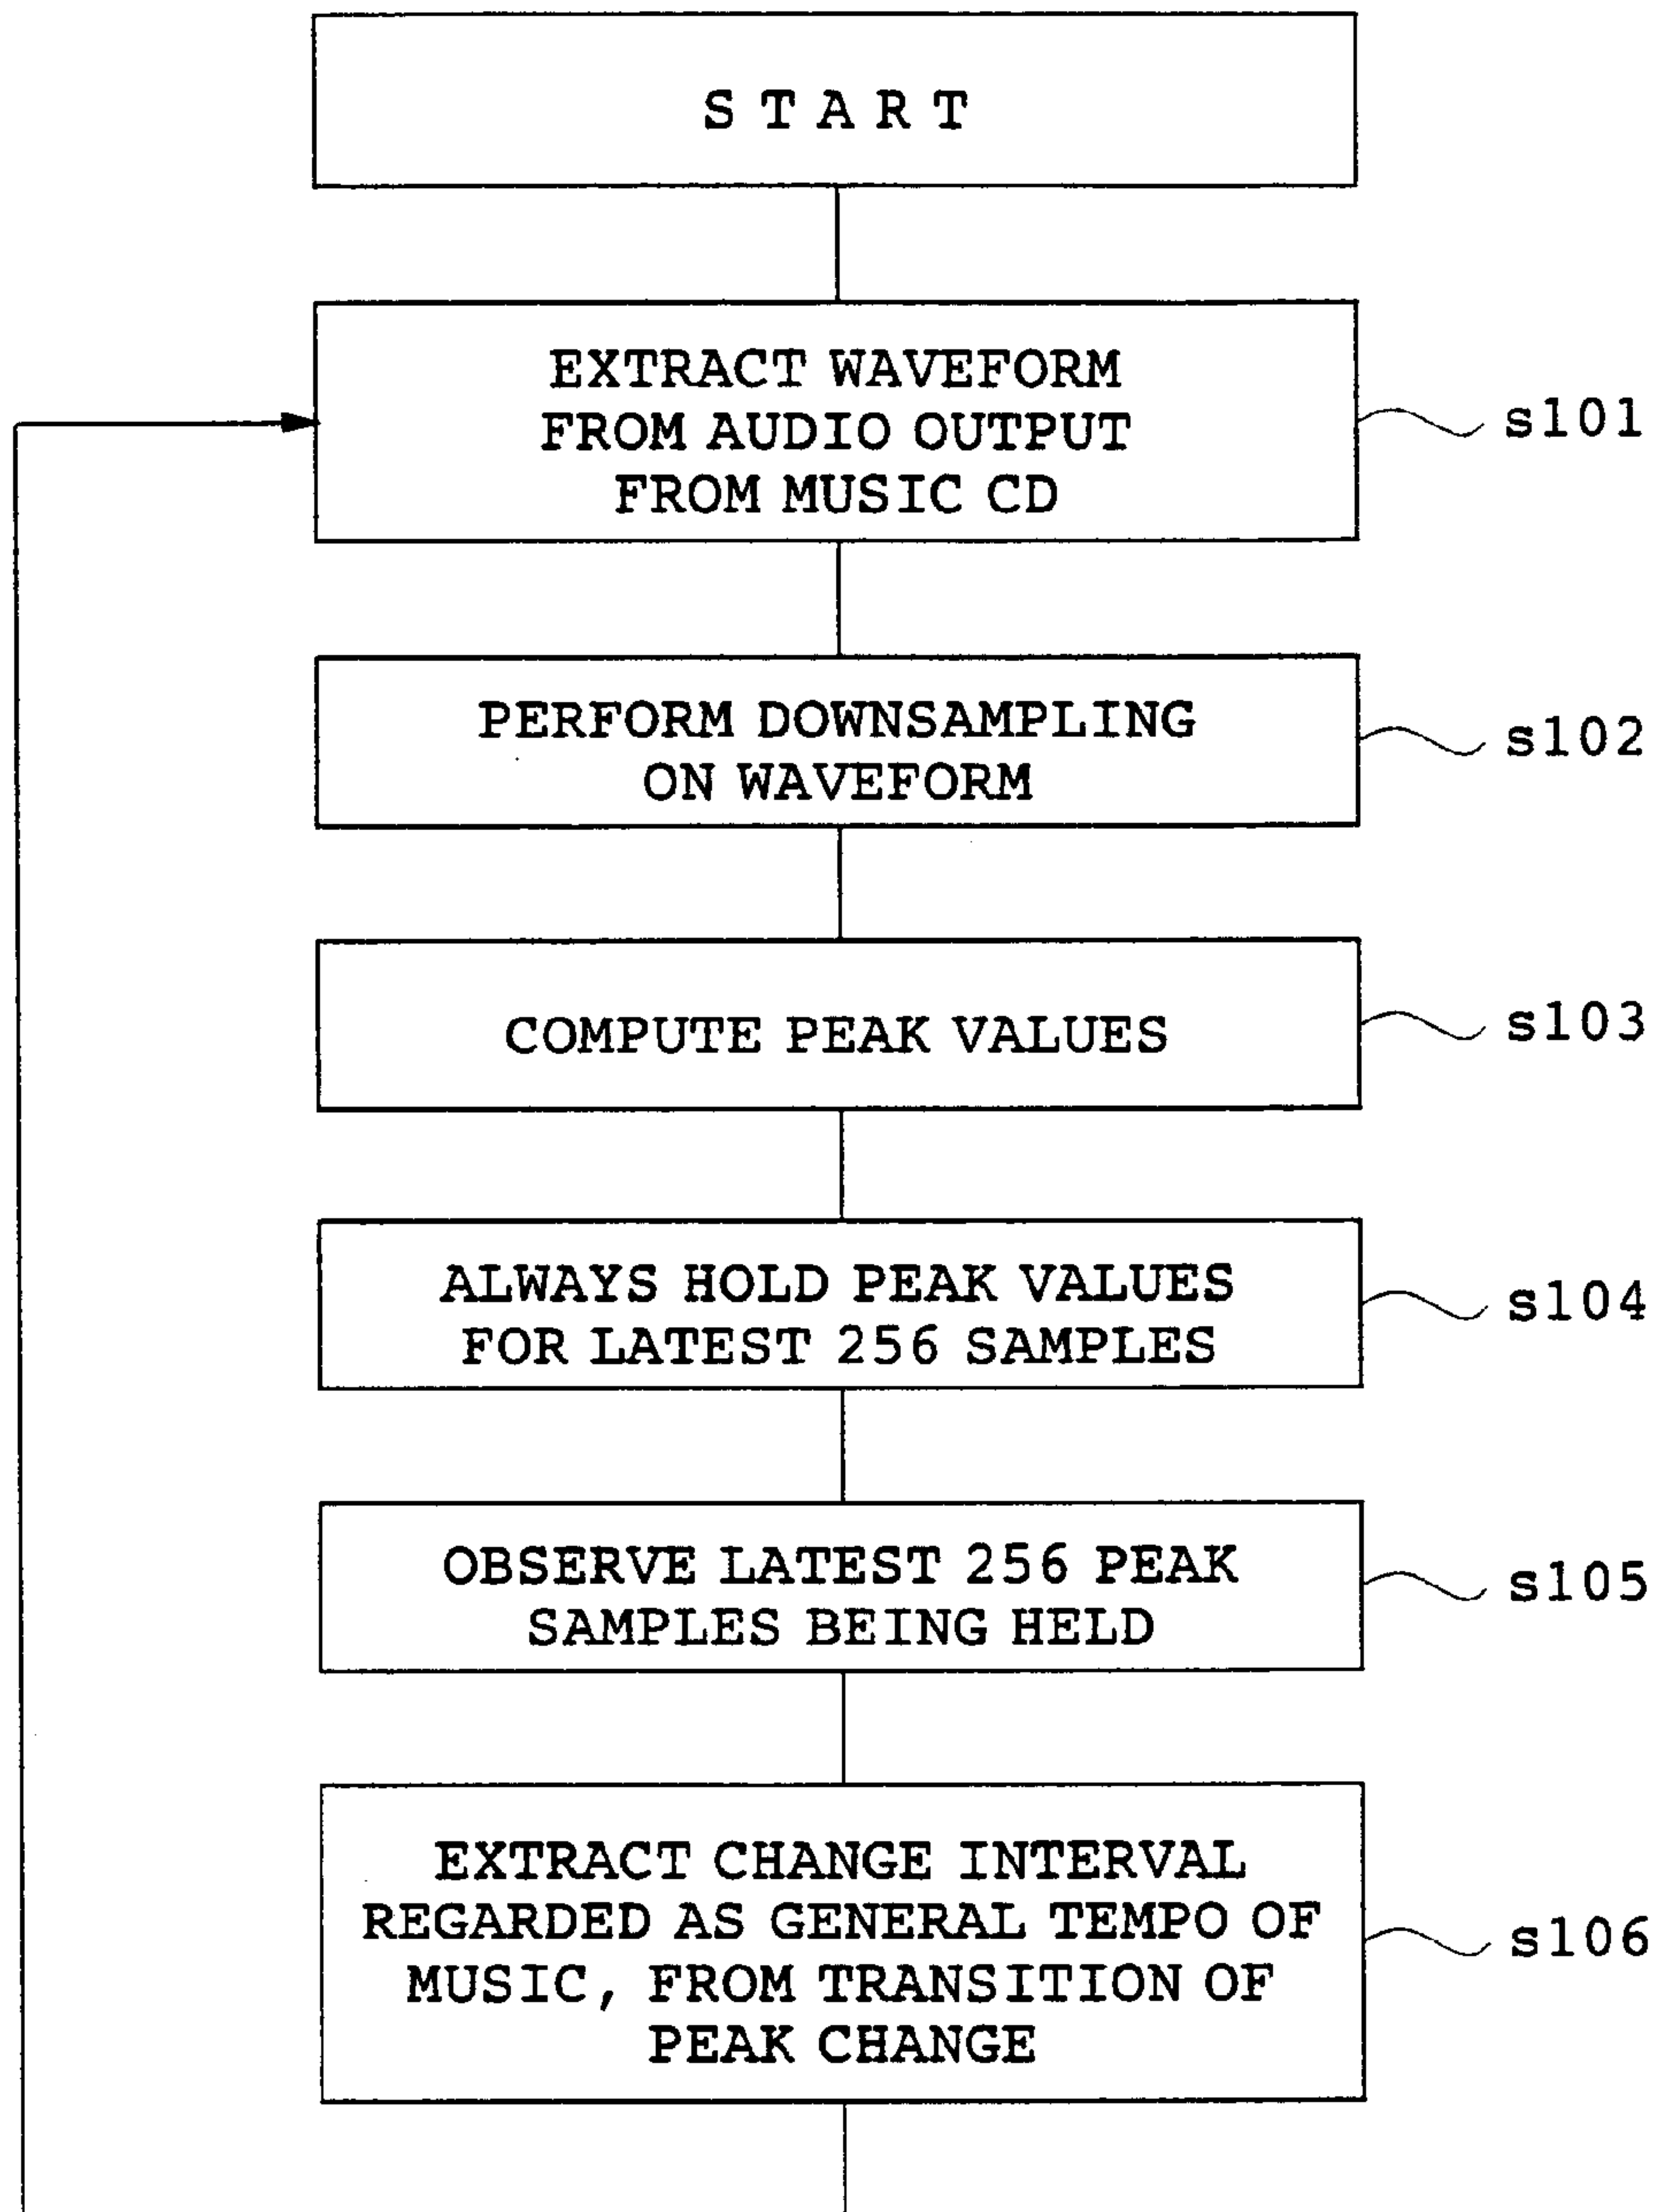 START
EXTRACT WAVEFORM
FROM AUDIO OUTPUT
FROM MUSIC CD
s101
PERFORM DOWNSAMPLING
ON WAVEFORM
s102
COMPUTE PEAK VALUES
s103
ALWAYS HOLD PEAK VALUES
FOR LATEST 256 SAMPLES
s104
OBSERVE LATEST 256 PEAK
SAMPLES BEING HELD
s105
EXTRACT CHANGE INTERVAL
REGARDED AS GENERAL TEMPO OF
MUSIC, FROM TRANSITION OF
PEAK CHANGE
s106